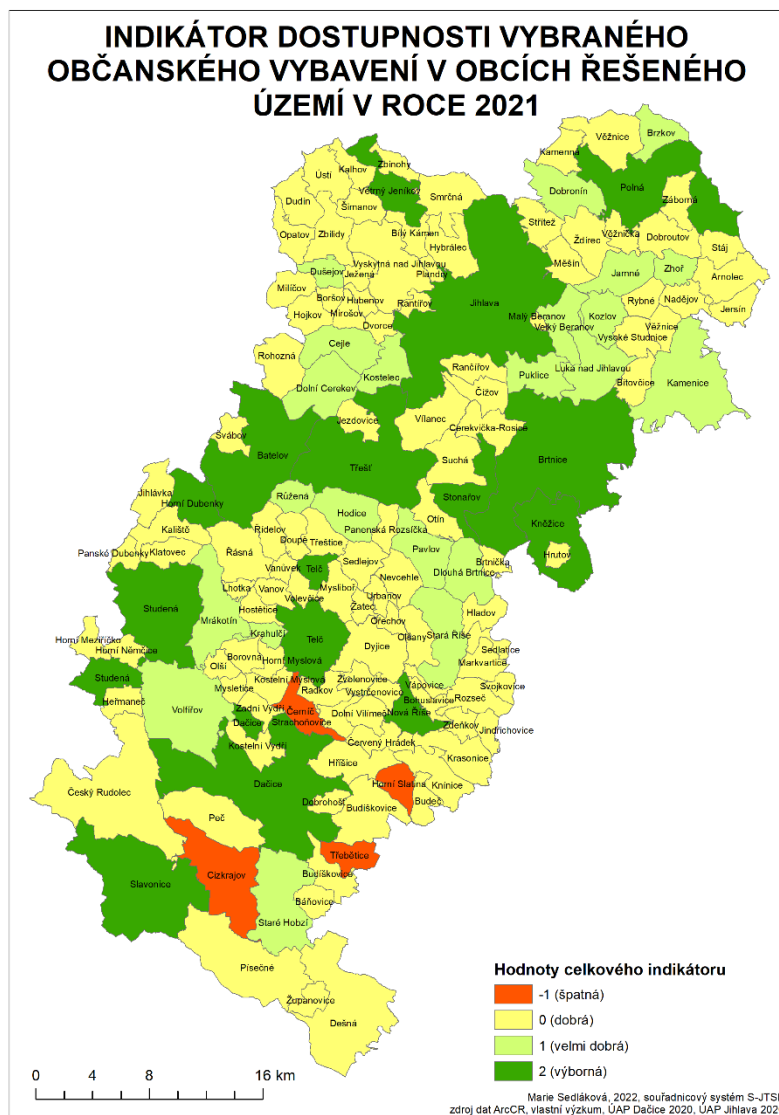 INDIKÁTOR DOSTUPNOSTI VYBRANÉHO
OBČANSKÉHO VYBAVENÍ V OBCÍCH ŘEŠENÉHO
ÚZEMÍ V ROCE 2021
Věžnice
Brzkov
Kamenná
Zbinohy
Kalhov
Ústí
Větrný Jeníkov
Polná
Dobronín
Smrčná
Záborná
Dudín
Šimanov
Střítež
Věžnička
Opatov
Zbilidy
Bílý Kámen
Ždírec
Dobroutov
Hybrálec
Stáj
Vyskytná nad Jihlavou
Měšín
Dušejov
Ježená
Plandry
Jamné
Zhoř
Arnolec
Milíčov
Jihlava
Boršov
Hubenov
Rantířov
Rybné
Nadějov
Jersín
Hojkov
Mirošov
Malý Beranov
Kozlov
Dvorce
Velký Beranov
Věžnice
Vysoké Studnice
Cejle
Rohozná
Rančířov
Luka nad Jihlavou
Kostelec
Puklice
Dolní Cerekev
Čížov
Bítovčice
Kamenice
Jezdovice
Vílanec
Cerekvička-Rosice
Švábov
Batelov
Třešť
Suchá
Brtnice
Jihlávka
Růžená
Stonařov
Horní Dubenky
Hodice
Otín
Kněžice
Kaliště
Řídelov
Panenská Rozsíčka
Doupě
Třeštice
Panské Dubenky
Klatovec
Řásná
Pavlov
Brtnička
Hrutov
Vanůvek
Telč
Sedlejov
Dlouhá Brtnice
Nevcehle
Lhotka
Vanov
Mysliboř
Urbanov
Studená
Volevčice
Hostětice
Žatec
Hladov
Mrákotín
Ořechov
Krahulčí
Telč
Olšany
Stará Říše
Horní Meziříčko
Dyjice
Sedlatice
Horní Němčice
Borovná
Horní Myslová
Markvartice
Olší
Studená
Kostelní Myslová
Zvolenovice
Vápovice
Svojkovice
Mysletice
Radkov
Vystrčenovice
Bohuslavice
Rozseč
Heřmaneč
Volfířov
Zadní Vydří
Černíč
Dolní Vilímeč
Nová Říše
Dačice
Strachoňovice
Zdeňkov
Jindřichovice
Kostelní Vydří
Červený Hrádek
Krasonice
Hříšice
Dačice
Horní Slatina
Knínice
Český Rudolec
Dobrohošť
Budeč
Budíškovice
Peč
Třebětice
Slavonice
Cizkrajov
Budíškovice
Báňovice
Staré Hobzí
Písečné
Županovice
Dešná
Hodnoty celkového indikátoru
-1 (špatná)
0 (dobrá)
1 (velmi dobrá)
2 (výborná)
0 4 8 16 km
Marie Sedláková, 2022, souřadnicový systém S-JTS
zdroj dat ArcCR, vlastní výzkum, ÚAP Dačice 2020, ÚAP Jihlava 202